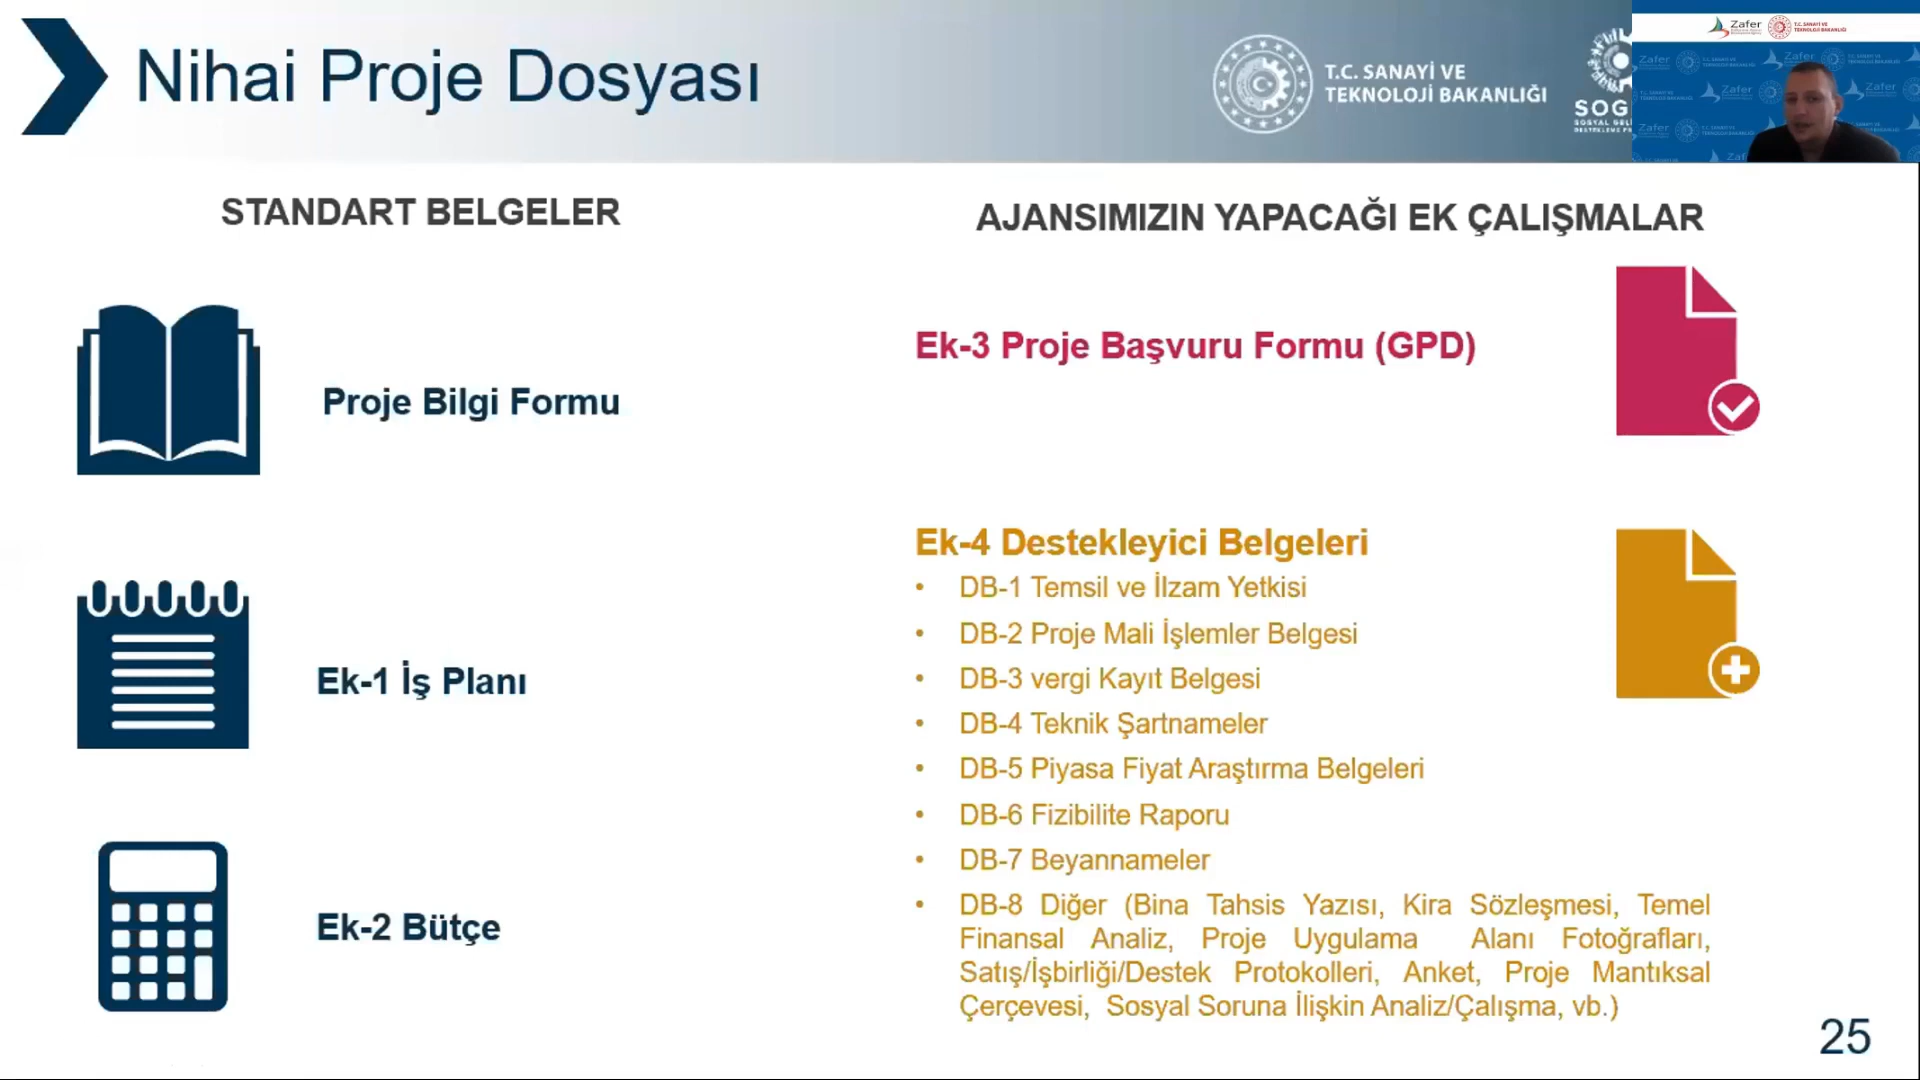 Nihai Proje Dosyası
T.C. SANAYİ VE
TEKNOLOJİ BAKANLIĞI
SOG
Zafer
T.C. SANAYİ VE
TEKNOLOJİ BAKANLIĞI
STANDART BELGELER
Proje Bilgi Formu
Ek-1 İş Planı
Ek-2 Bütçe
AJANSIMIZIN YAPACAĞI EK ÇALIŞMALAR
Ek-3 Proje Başvuru Formu (GPD)
Ek-4 Destekleyici Belgeleri
• DB-1 Temsil ve İlzam Yetkisi
• DB-2 Proje Mali İşlemler Belgesi
• DB-3 vergi Kayıt Belgesi
• DB-4 Teknik Şartnameler
• DB-5 Piyasa Fiyat Araştırma Belgeleri
• DB-6 Fizibilite Raporu
• DB-7 Beyannameler
• DB-8 Diğer (Bina Tahsis Yazısı, Kira Sözleşmesi, Temel
Finansal Analiz, Proje Uygulama Alanı Fotoğrafları,
Satış/İşbirliği/Destek Protokolleri, Anket, Proje Mantıksal
Çerçevesi, Sosyal Soruna İlişkin Analiz/Çalışma, vb.)
25